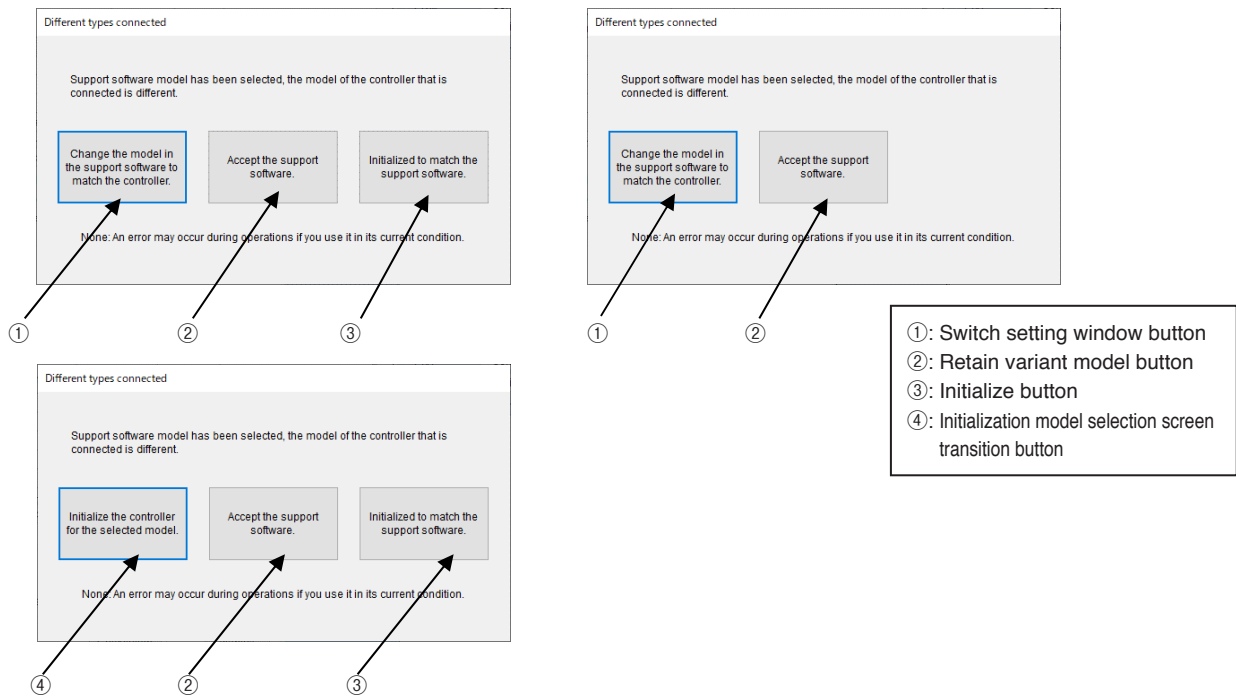 Different types connected
Support software model has been selected, the model of the controller that is
connected is different.
Change the model in
the support software to
match the controller.
Accept the support
software.
Initialized to match the
support software.
None: An error may occur during operations if you use it in its current condition.
①
②
③
Different types connected
Support software model has been selected, the model of the controller that is
connected is different.
Change the model in
the support software to
match the controller.
Accept the support
software.
None: An error may occur during operations if you use it in its current condition.
①
②
①: Switch setting window button
②: Retain variant model button
③: Initialize button
④: Initialization model selection screen
transition button
Different types connected
Support software model has been selected, the model of the controller that is
connected is different.
Initialize the controller
for the selected model.
Accept the support
software.
Initialized to match the
support software.
None: An error may occur during operations if you use it in its current condition.
④
②
③